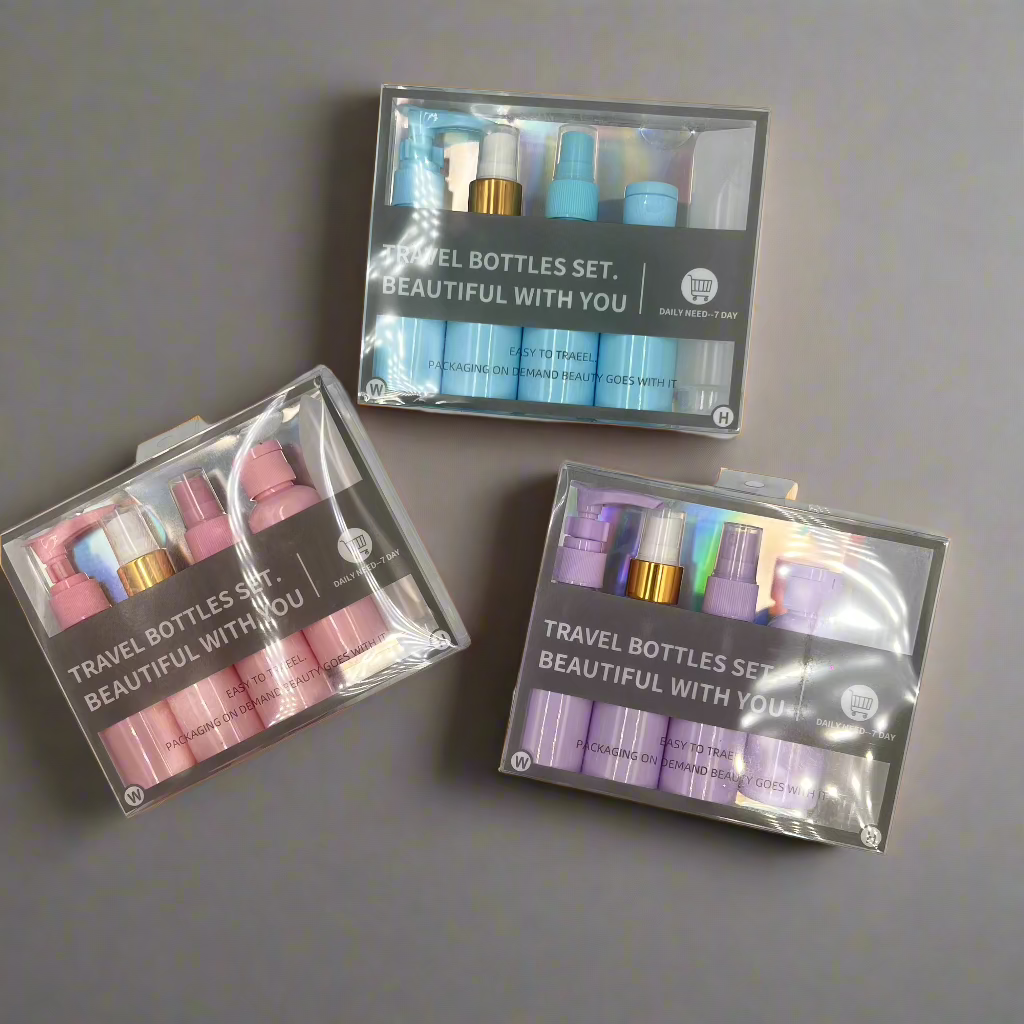 TRAVEL BOTTLES SET.
BEAUTIFUL WITH YOU
DAILY NEED--7 DAY
EASY TO TRAEEL.
PACKAGING ON DEMAND BEAUTY GOES WITH IT
W
H
TRAVEL BOTTLES SET.
BEAUTIFUL WITH YOU
DAILY NEED--7 DAY
EASY TO TRAEEL.
PACKAGING ON DEMAND BEAUTY GOES WITH IT
W
H
TRAVEL BOTTLES SET
BEAUTIFUL WITH YOU
DAILY NEED--7 DAY
EASY TO
PACKAGING ON DEMAND BEAUTY GOES WITH IT
W
H